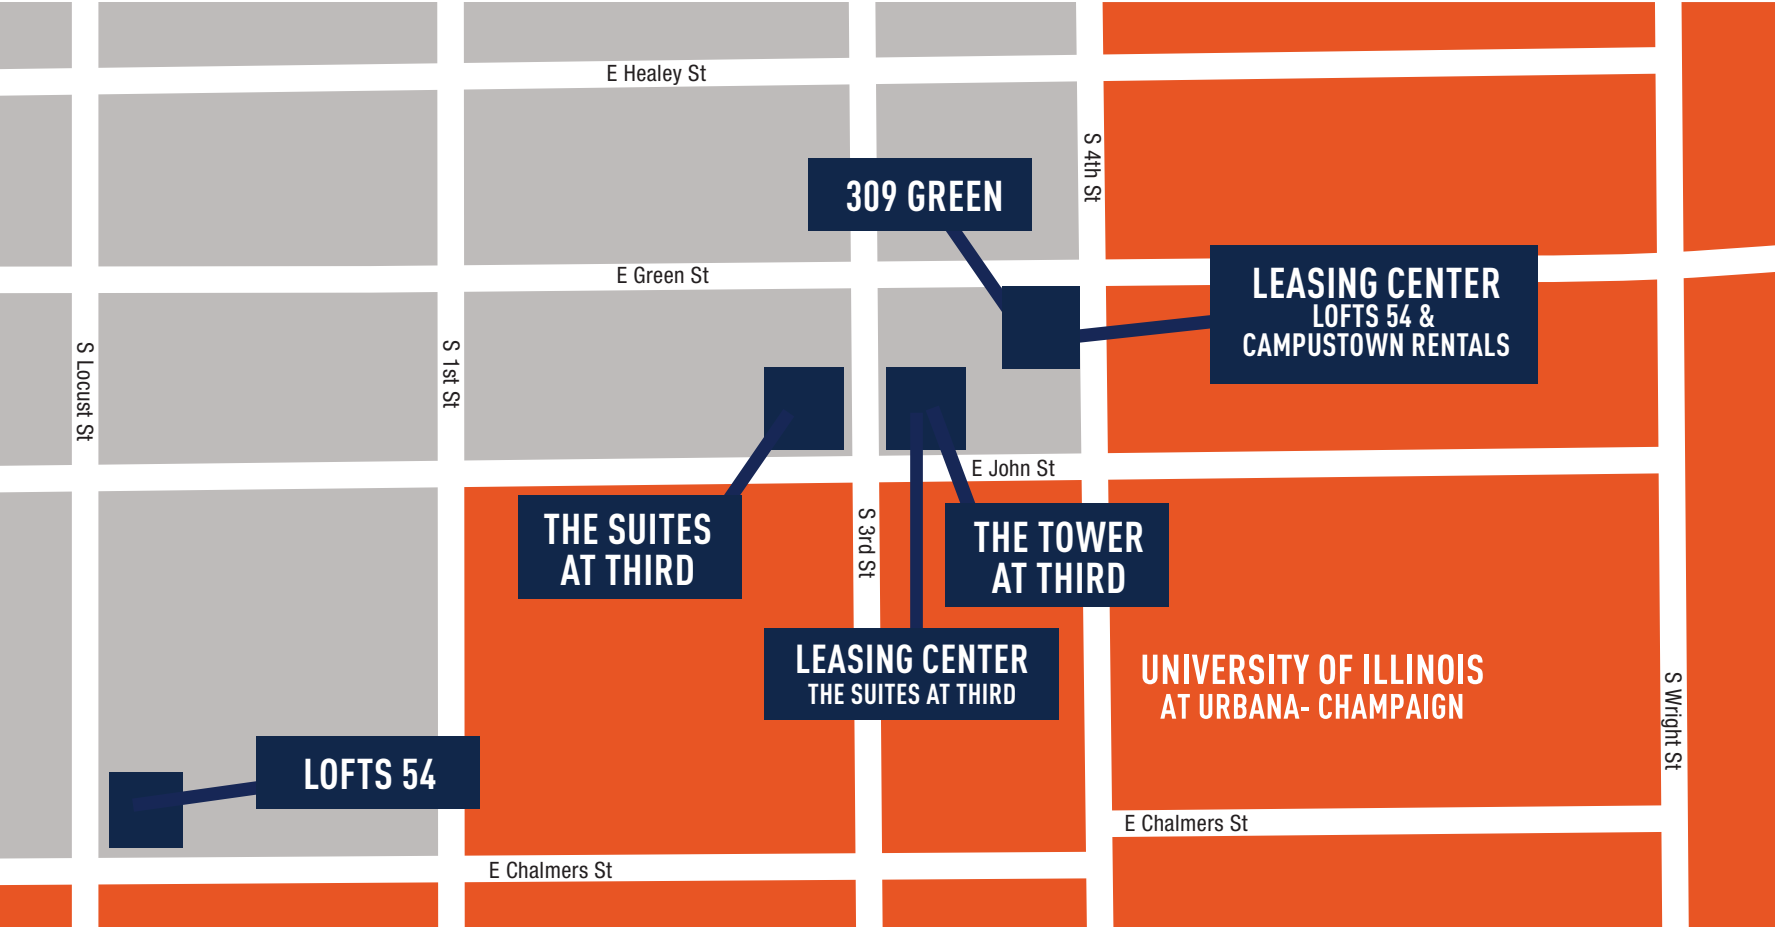 E Healey St
S 4th St
309 GREEN
E Green St
LEASING CENTER
LOFTS 54 &
CAMPUSTOWN RENTALS
S Locust St
S 1st St
E John St
THE SUITES
AT THIRD
S 3rd St
THE TOWER
AT THIRD
LEASING CENTER
THE SUITES AT THIRD
UNIVERSITY OF ILLINOIS
AT URBANA- CHAMPAIGN
S Wright St
LOFTS 54
E Chalmers St
E Chalmers St